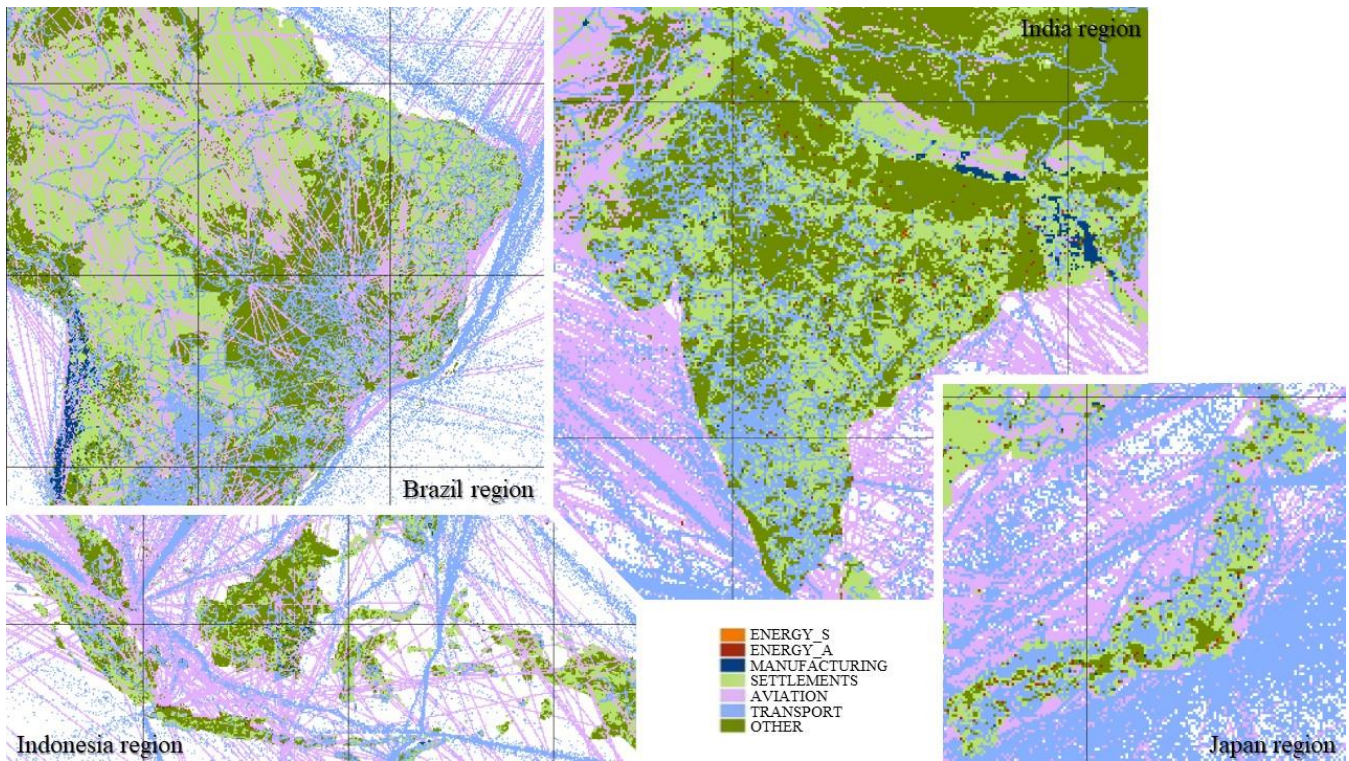 India region
Brazil region
ENERGY_S
ENERGY_A
MANUFACTURING
SETTLEMENTS
AVIATION
TRANSPORT
OTHER
Indonesia region
Japan region